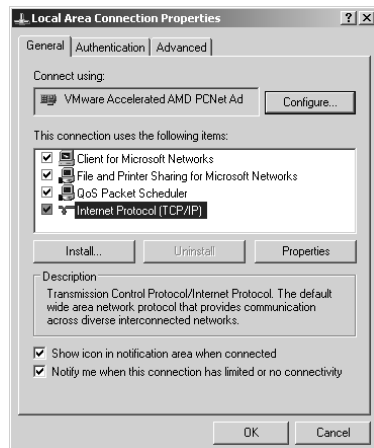 Local Area Connection Properties
General Authentication Advanced
Connect using:
VMware Accelerated AMD PCNet Ad Configure...
This connection uses the following items:
Client for Microsoft Networks
File and Printer Sharing for Microsoft Networks
QoS Packet Scheduler
Internet Protocol (TCP/IP)
Install... Uninstall Properties
Description
Transmission Control Protocol/Internet Protocol. The default
wide area network protocol that provides communication
across diverse interconnected networks.
Show icon in notification area when connected
Notify me when this connection has limited or no connectivity
OK Cancel